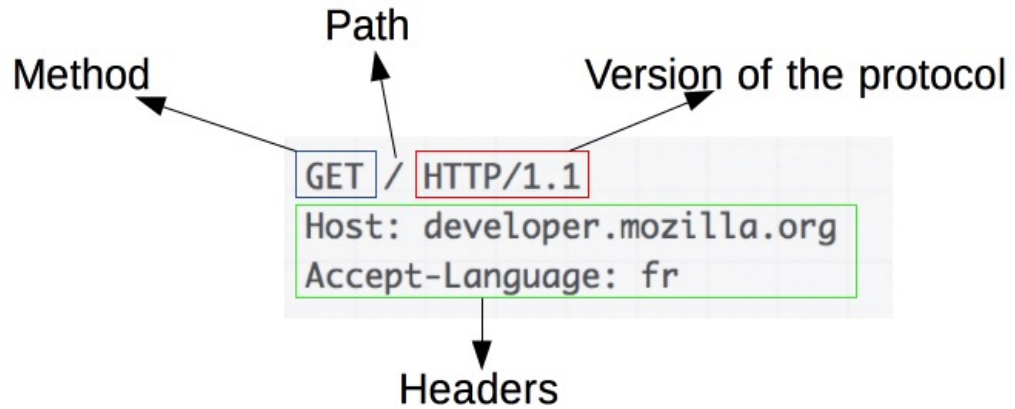 Path
Method
Version of the protocol
GET / HTTP/1.1
Host: developer.mozilla.org
Accept-Language: fr
Headers